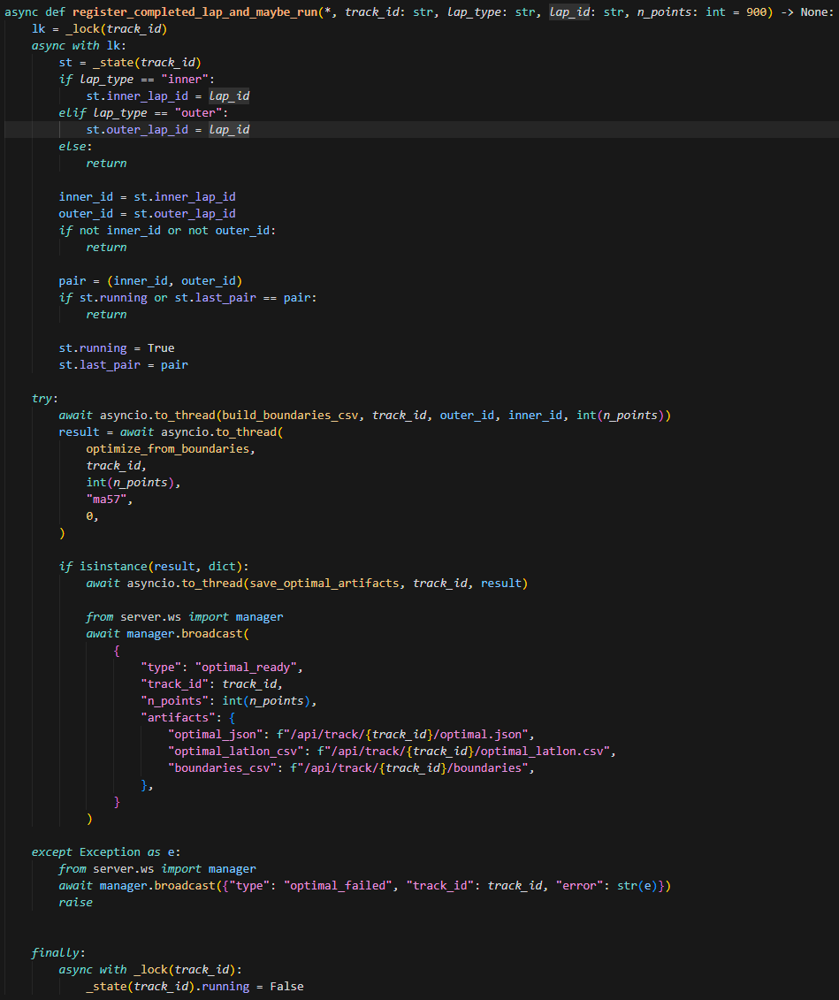 async def register_completed_lap_and_maybe_run(*, track_id: str, lap_type: str, lap_id: str, n_points: int = 900) -> None:
    lk = _lock(track_id)
    async with lk:
        st = _state(track_id)
        if lap_type == "inner":
            st.inner_lap_id = lap_id
        elif lap_type == "outer":
            st.outer_lap_id = lap_id
        else:
            return

        inner_id = st.inner_lap_id
        outer_id = st.outer_lap_id
        if not inner_id or not outer_id:
            return

        pair = (inner_id, outer_id)
        if st.running or st.last_pair == pair:
            return

        st.running = True
        st.last_pair = pair

    try:
        await asyncio.to_thread(build_boundaries_csv, track_id, outer_id, inner_id, int(n_points))
        result = await asyncio.to_thread(
            optimize_from_boundaries,
            track_id,
            int(n_points),
            "ma57",
            0,
        )

        if isinstance(result, dict):
            await asyncio.to_thread(save_optimal_artifacts, track_id, result)

            from server.ws import manager
            await manager.broadcast(
                {
                    "type": "optimal_ready",
                    "track_id": track_id,
                    "n_points": int(n_points),
                    "artifacts": {
                        "optimal_json": f"/api/track/{track_id}/optimal.json",
                        "optimal_latlon_csv": f"/api/track/{track_id}/optimal_latlon.csv",
                        "boundaries_csv": f"/api/track/{track_id}/boundaries",
                    },
                }
            )

    except Exception as e:
        from server.ws import manager
        await manager.broadcast({"type": "optimal_failed", "track_id": track_id, "error": str(e)})
        raise


    finally:
        async with _lock(track_id):
            _state(track_id).running = False